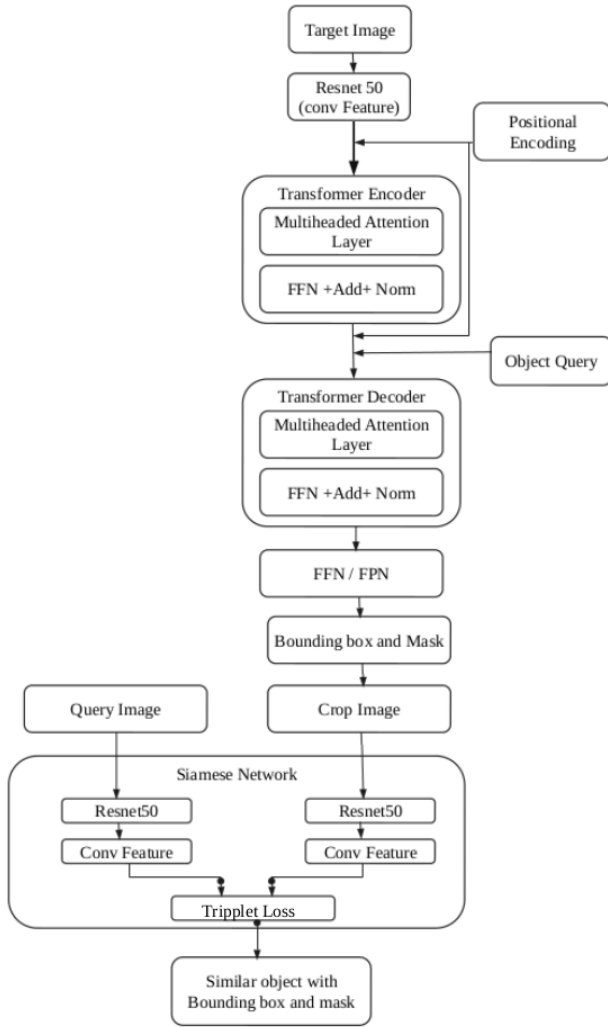 Target Image
Resnet 50
(conv Feature)
Positional
Encoding
Transformer Encoder
Multiheaded Attention
Layer
FFN +Add+ Norm
Object Query
Transformer Decoder
Multiheaded Attention
Layer
FFN +Add+ Norm
FFN / FPN
Bounding box and Mask
Query Image
Crop Image
Siamese Network
Resnet50
Resnet50
Conv Feature
Conv Feature
Tripplet Loss
Similar object with
Bounding box and mask